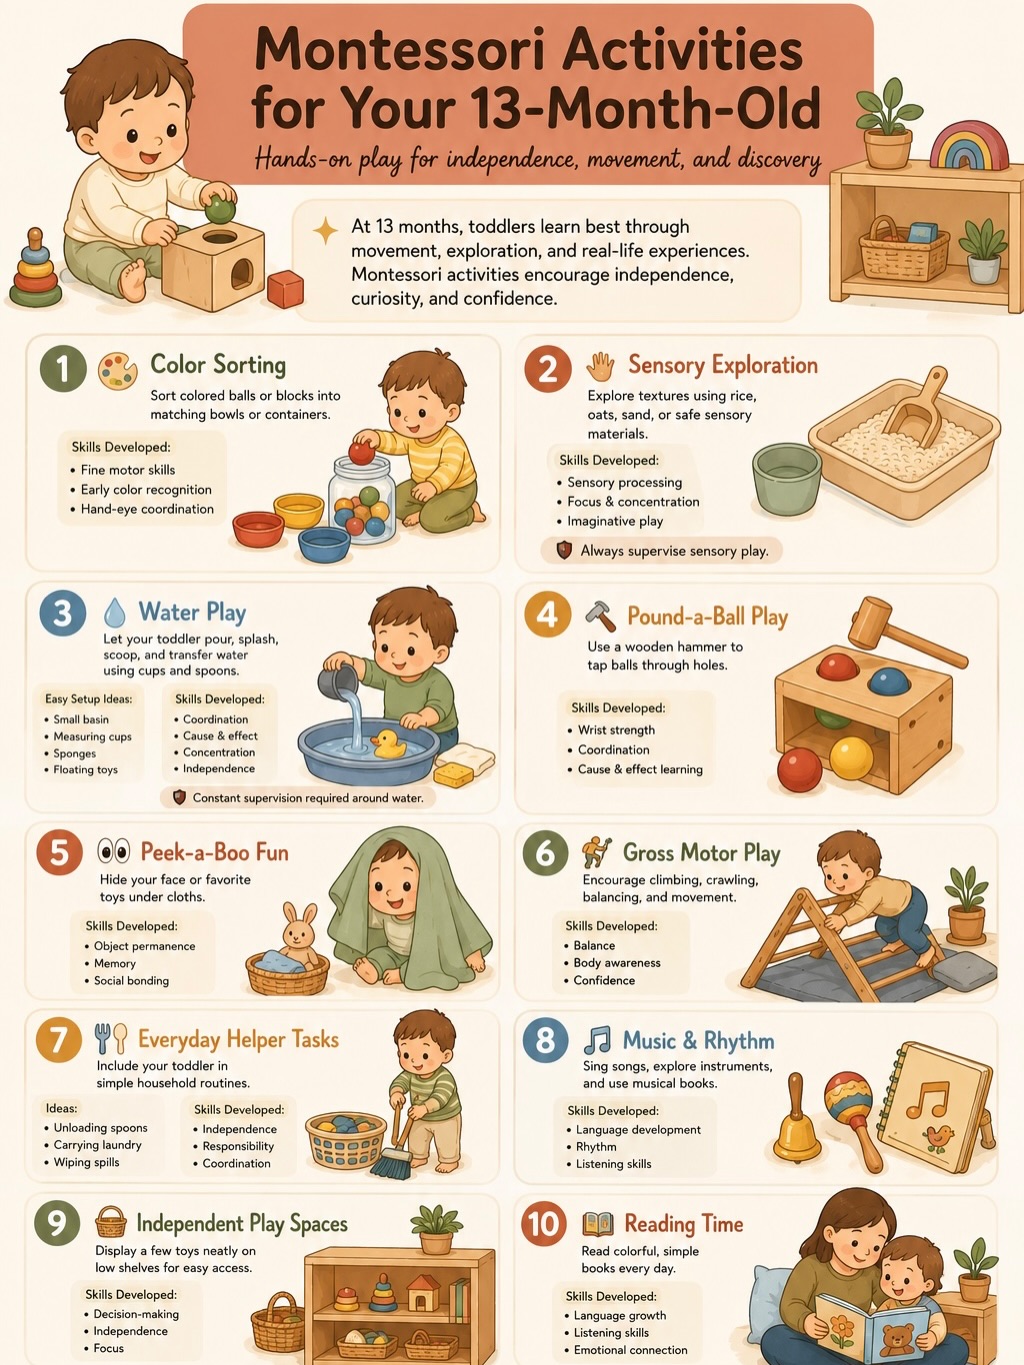 Montessori Activities
for Your 13-Month-Old
Hands-on play for independence, movement, and discovery
At 13 months, toddlers learn best through
movement, exploration, and real-life experiences.
Montessori activities encourage independence,
curiosity, and confidence.
1
Color Sorting
Sort colored balls or blocks into
matching bowls or containers.
Skills Developed:
• Fine motor skills
• Early color recognition
• Hand-eye coordination
2
Sensory Exploration
Explore textures using rice,
oats, sand, or safe sensory
materials.
Skills Developed:
• Sensory processing
• Focus & concentration
• Imaginative play
Always supervise sensory play.
3
Water Play
Let your toddler pour, splash,
scoop, and transfer water
using cups and spoons.
Easy Setup Ideas:
• Small basin
• Measuring cups
• Sponges
• Floating toys
Skills Developed:
• Coordination
• Cause & effect
• Concentration
• Independence
Constant supervision required around water.
4
Pound-a-Ball Play
Use a wooden hammer to
tap balls through holes.
Skills Developed:
• Wrist strength
• Coordination
• Cause & effect learning
5
Peek-a-Boo Fun
Hide your face or favorite
toys under cloths.
Skills Developed:
• Object permanence
• Memory
• Social bonding
6
Gross Motor Play
Encourage climbing, crawling,
balancing, and movement.
Skills Developed:
• Balance
• Body awareness
• Confidence
7
Everyday Helper Tasks
Include your toddler in
simple household routines.
Ideas:
• Unloading spoons
• Carrying laundry
• Wiping spills
Skills Developed:
• Independence
• Responsibility
• Coordination
8
Music & Rhythm
Sing songs, explore instruments,
and use musical books.
Skills Developed:
• Language development
• Rhythm
• Listening skills
9
Independent Play Spaces
Display a few toys neatly on
low shelves for easy access.
Skills Developed:
• Decision-making
• Independence
• Focus
10
Reading Time
Read colorful, simple
books every day.
Skills Developed:
• Language growth
• Listening skills
• Emotional connection